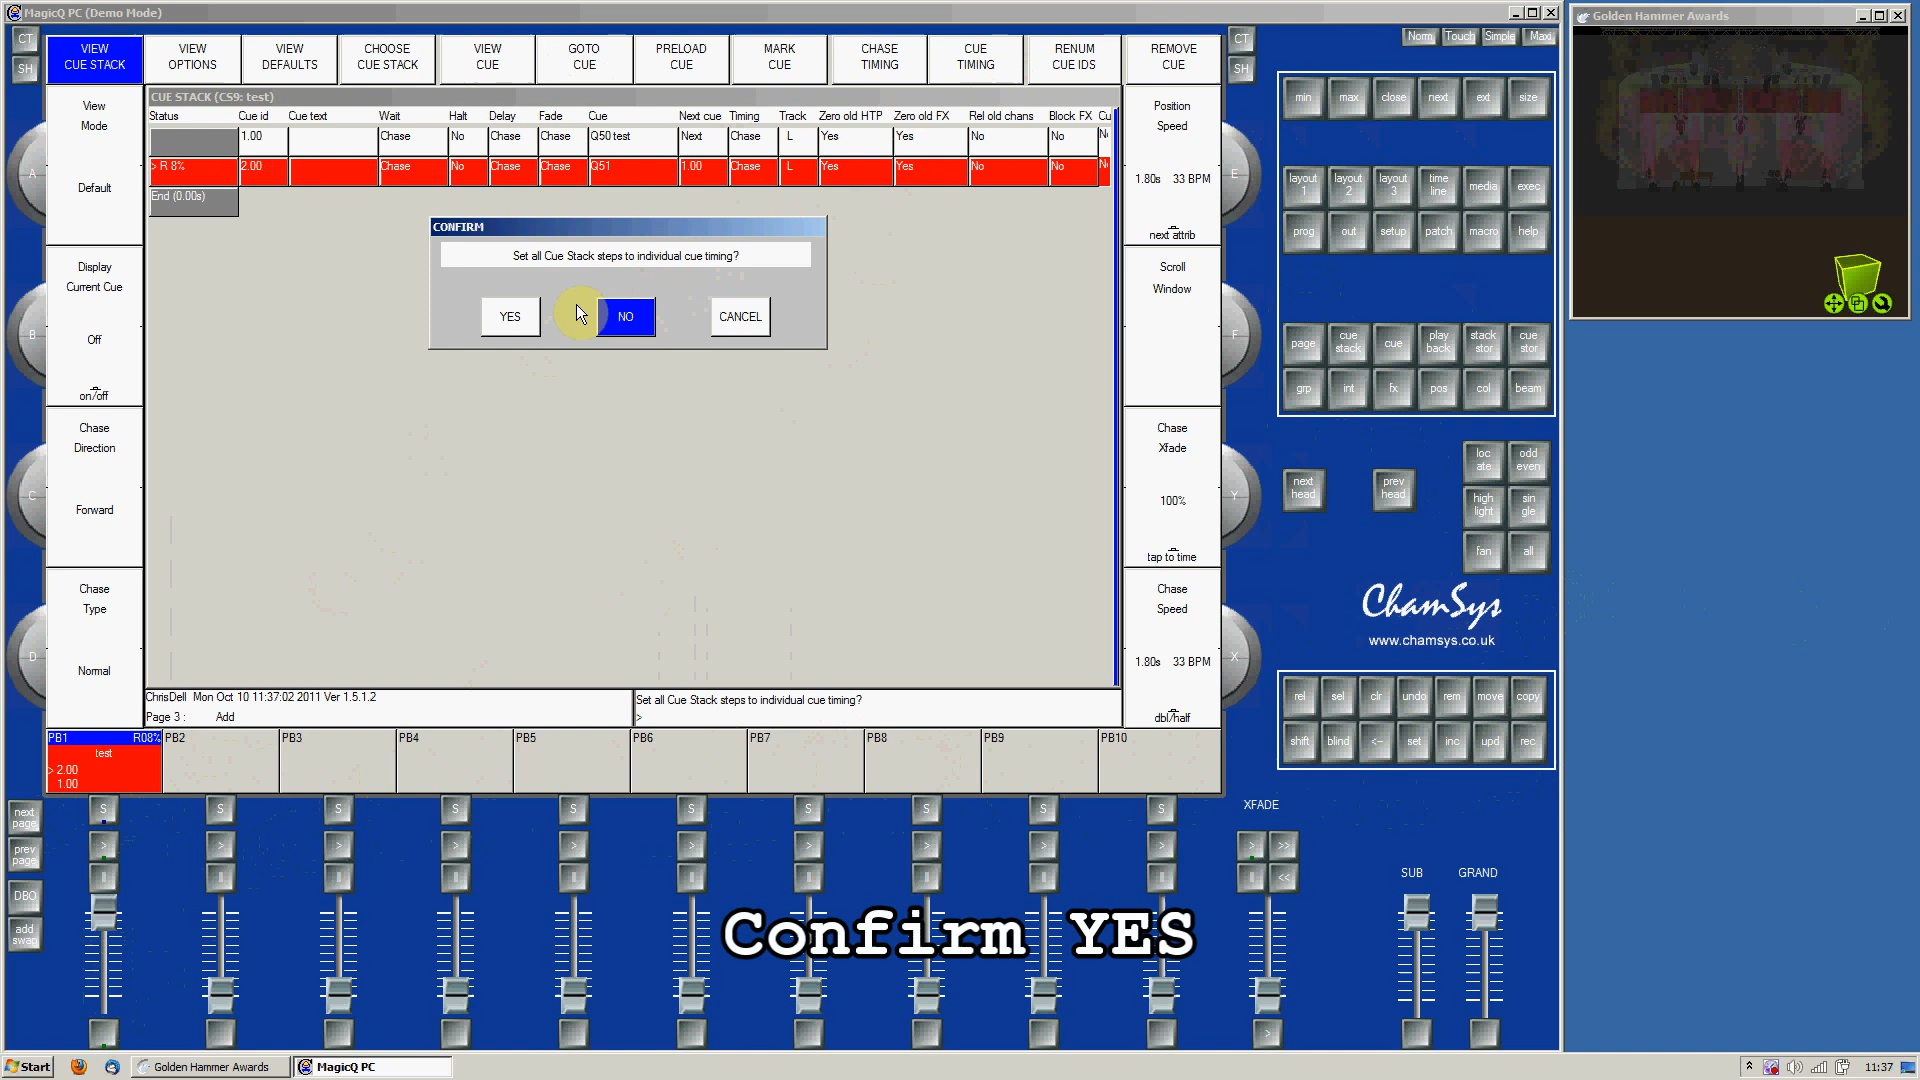 MagicQ PC (Demo Mode)
Golden Hammer Awards
CT
SH
VIEW CUE STACK
VIEW OPTIONS
VIEW DEFAULTS
CHOOSE CUE STACK
VIEW CUE
GOTO CUE
PRELOAD CUE
MARK CUE
CHASE TIMING
CUE TIMING
RENUM CUE IDS
REMOVE CUE
CT
SH
Norm Touch Simple Maxi
CUE STACK (CS9: test)
Status Cue id Cue text Wait Halt Delay Fade Cue Next cue Timing Track Zero old HTP Zero old FX Rel old chans Block FX Cu
1.00 Chase No Chase Chase Q50 test Next Chase L Yes Yes No No
> R 8% 2.00 Chase No Chase Chase Q51 1.00 Chase L Yes Yes No No
End (0.00s)
CONFIRM
Set all Cue Stack steps to individual cue timing?
YES
NO
CANCEL
View
Mode
Default
Display
Current Cue
Off
on/off
Chase
Direction
Forward
Chase
Type
Normal
A
B
C
D
Position
Speed
1.80s 33 BPM
next attrib
Scroll
Window
Chase
Xfade
100%
tap to time
Chase
Speed
1.80s 33 BPM
dbl/half
E
F
Y
X
min max close next ext size
layout 1
layout 2
layout 3
time line
media
exec
prog out setup patch macro help
page
cue stack
cue
play back
stack stor
cue stor
grp int fx pos col beam
next head
prev head
loc ate
odd even
high light
sin gle
fan
all
ChamSys
www.chamsys.co.uk
rel sel clr undo rem move copy
shift blind <- set inc upd rec
ChrisDell Mon Oct 10 11:37:02 2011 Ver 1.5.1.2
Page 3 : Add
Set all Cue Stack steps to individual cue timing?
>
PB1 R08% PB2 PB3 PB4 PB5 PB6 PB7 PB8 PB9 PB10
test
> 2.00
1.00
next page
prev page
DBO
add swap
S S S S S S S S S S
> > > > > > > > > >
XFADE
> >>
<<
>
SUB
GRAND
Confirm YES
Start
Golden Hammer Awards
MagicQ PC
11:37